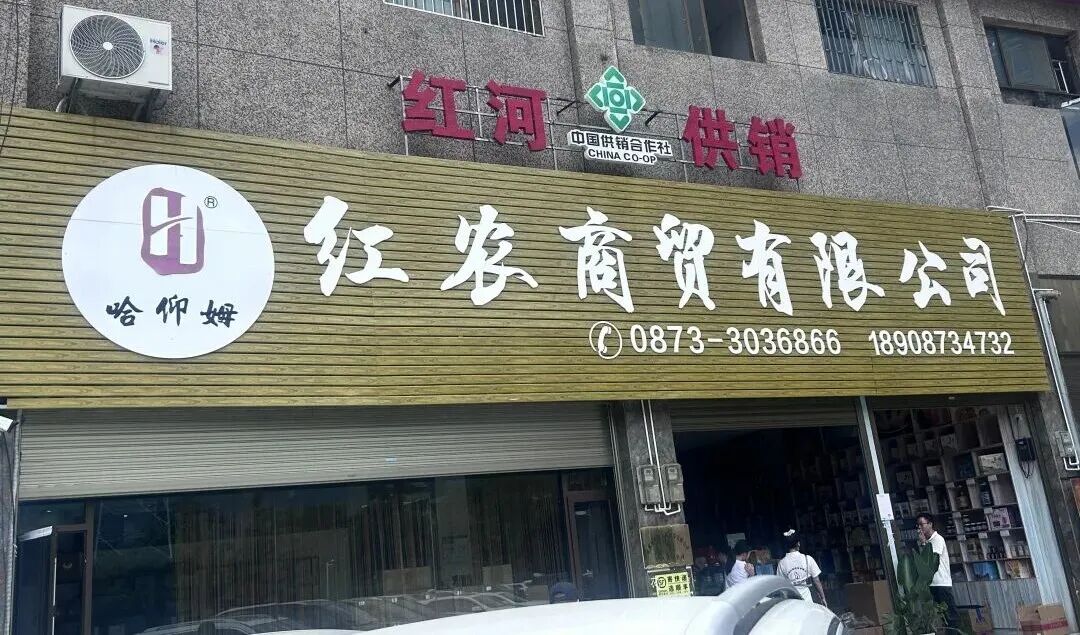 红河 供销
中国供销合作社
CHINA CO-OP
®
哈仰姆
红农商贸有限公司
0873-3036866 18908734732